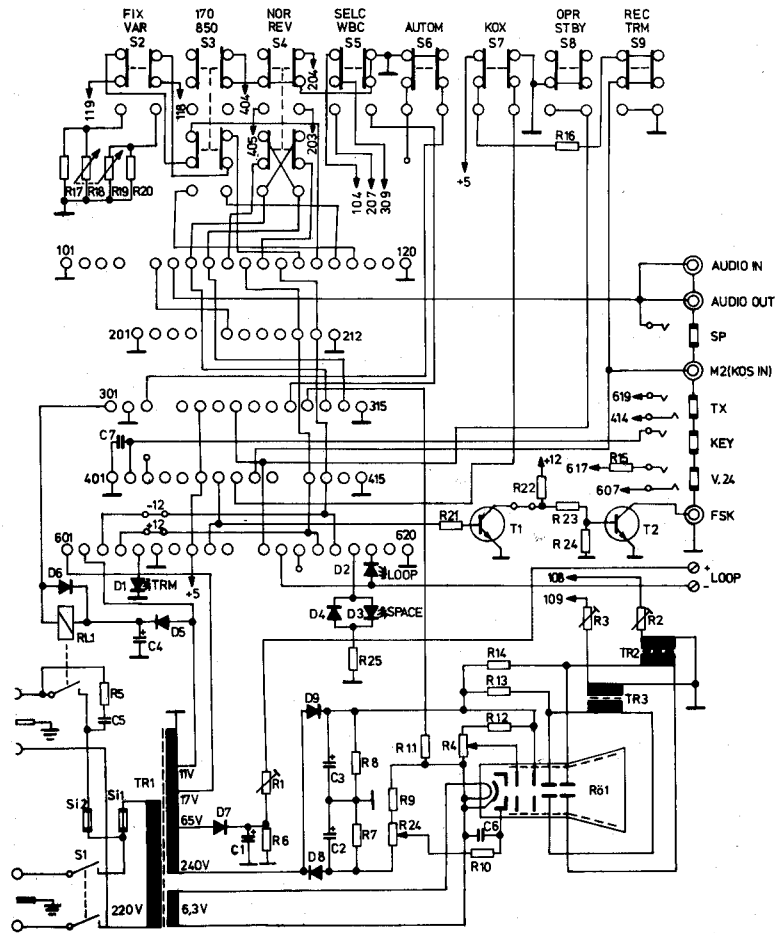 FIX 170 NOR SELC OPR REC
VAR 850 REV WBC AUTOM KOX STBY TRM
S2 S3 S4 S5 S6 S7 S8 S9
119 118 404 204
405 203
R16
R17 R18 R19 R20
104 207 309
+5
101 120
AUDIO IN
AUDIO OUT
201 212
SP
M2(KOS IN)
301 315
619 TX
414
C7
KEY
+12
401 415
617 R15
V.24
R22
607
-12
R21 T1 R23 T2 FSK
+12
R24
601 620
D2
LOOP
+
LOOP
-
D6 D1 TRM
+5
108
109
D4 D3 SPACE
R3 R2
RL1 D5
C4
R25
R14
TR2
R5
D9
R13
TR3
C5
R12
R11 R4
11V
TR1
R1
C3 R8
17V
R9
Rö1
Si2 Si1
65V D7
C1 R6
C2 R7 R24
C6
S1
240V D8
R10
220V 6,3V